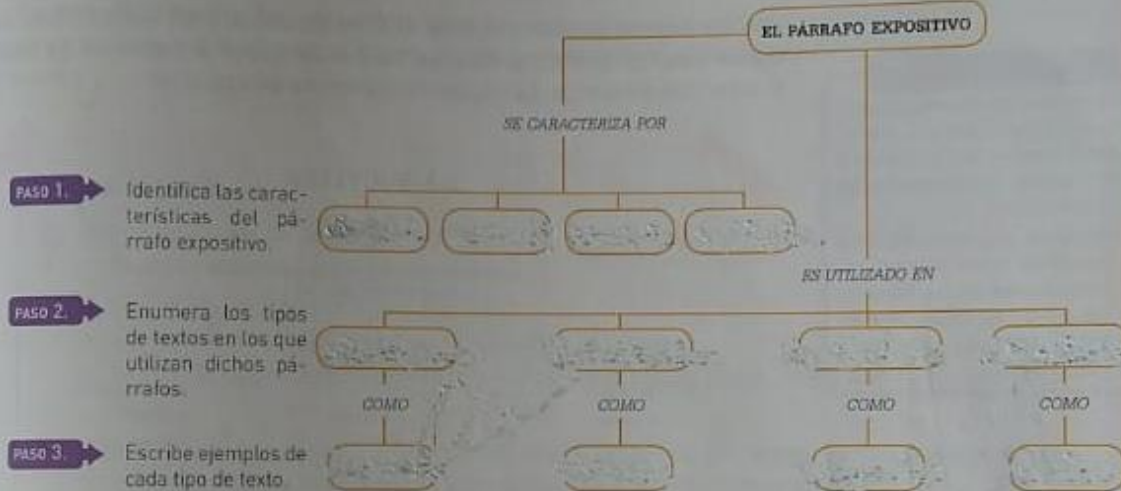 EL PÁRRAFO EXPOSITIVO
SE CARACTERIZA POR
PASO 1.
Identifica las carac-
terísticas del pá-
rrafo expositivo.
ES UTILIZADO EN
PASO 2.
Enumera los tipos
de textos en los que
utilizan dichos pá-
rrafos.
COMO
COMO
COMO
COMO
PASO 3.
Escribe ejemplos de
cada tipo de texto.